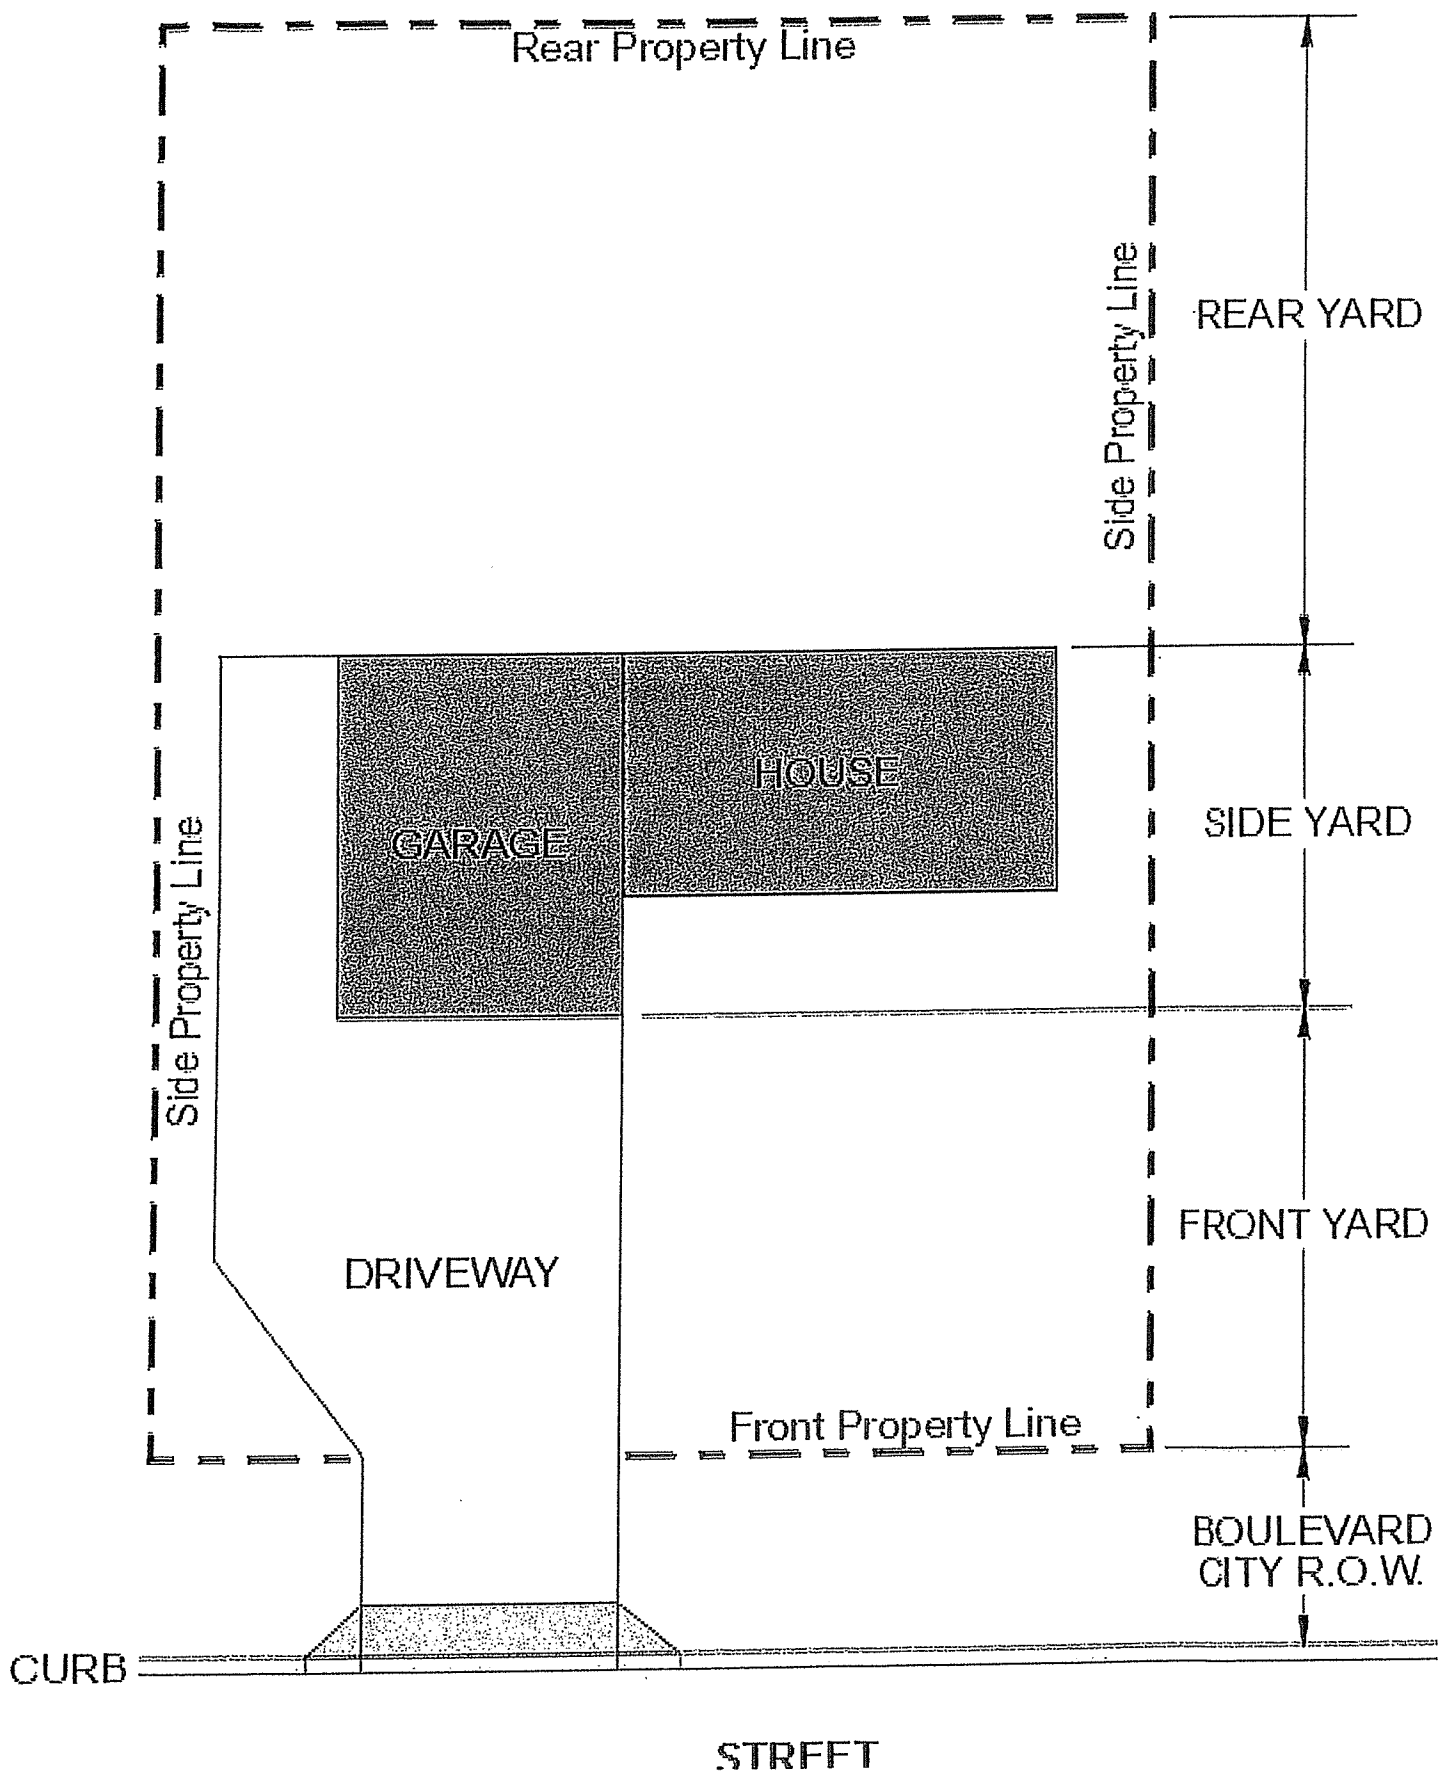 Rear Property Line
Side Property Line
REAR YARD
HOUSE
SIDE YARD
GARAGE
Side Property Line
FRONT YARD
DRIVEWAY
Front Property Line
BOULEVARD
CITY R.O.W.
CURB
STREET